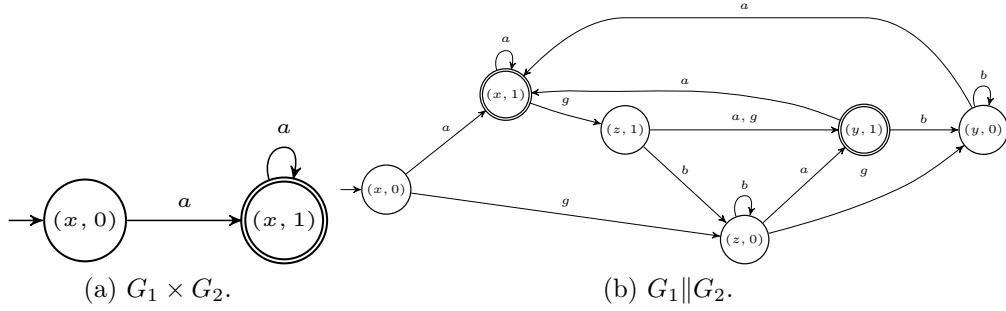 a
a
a
a
(x, 1)
g
a
b
(z, 1)
a, g
(y, 1)
b
(y, 0)
a
a
b
a
g
(x, 0)
(x, 0)
a
(x, 1)
g
b
(z, 0)
(a) G₁ × G₂.
(b) G₁∥G₂.